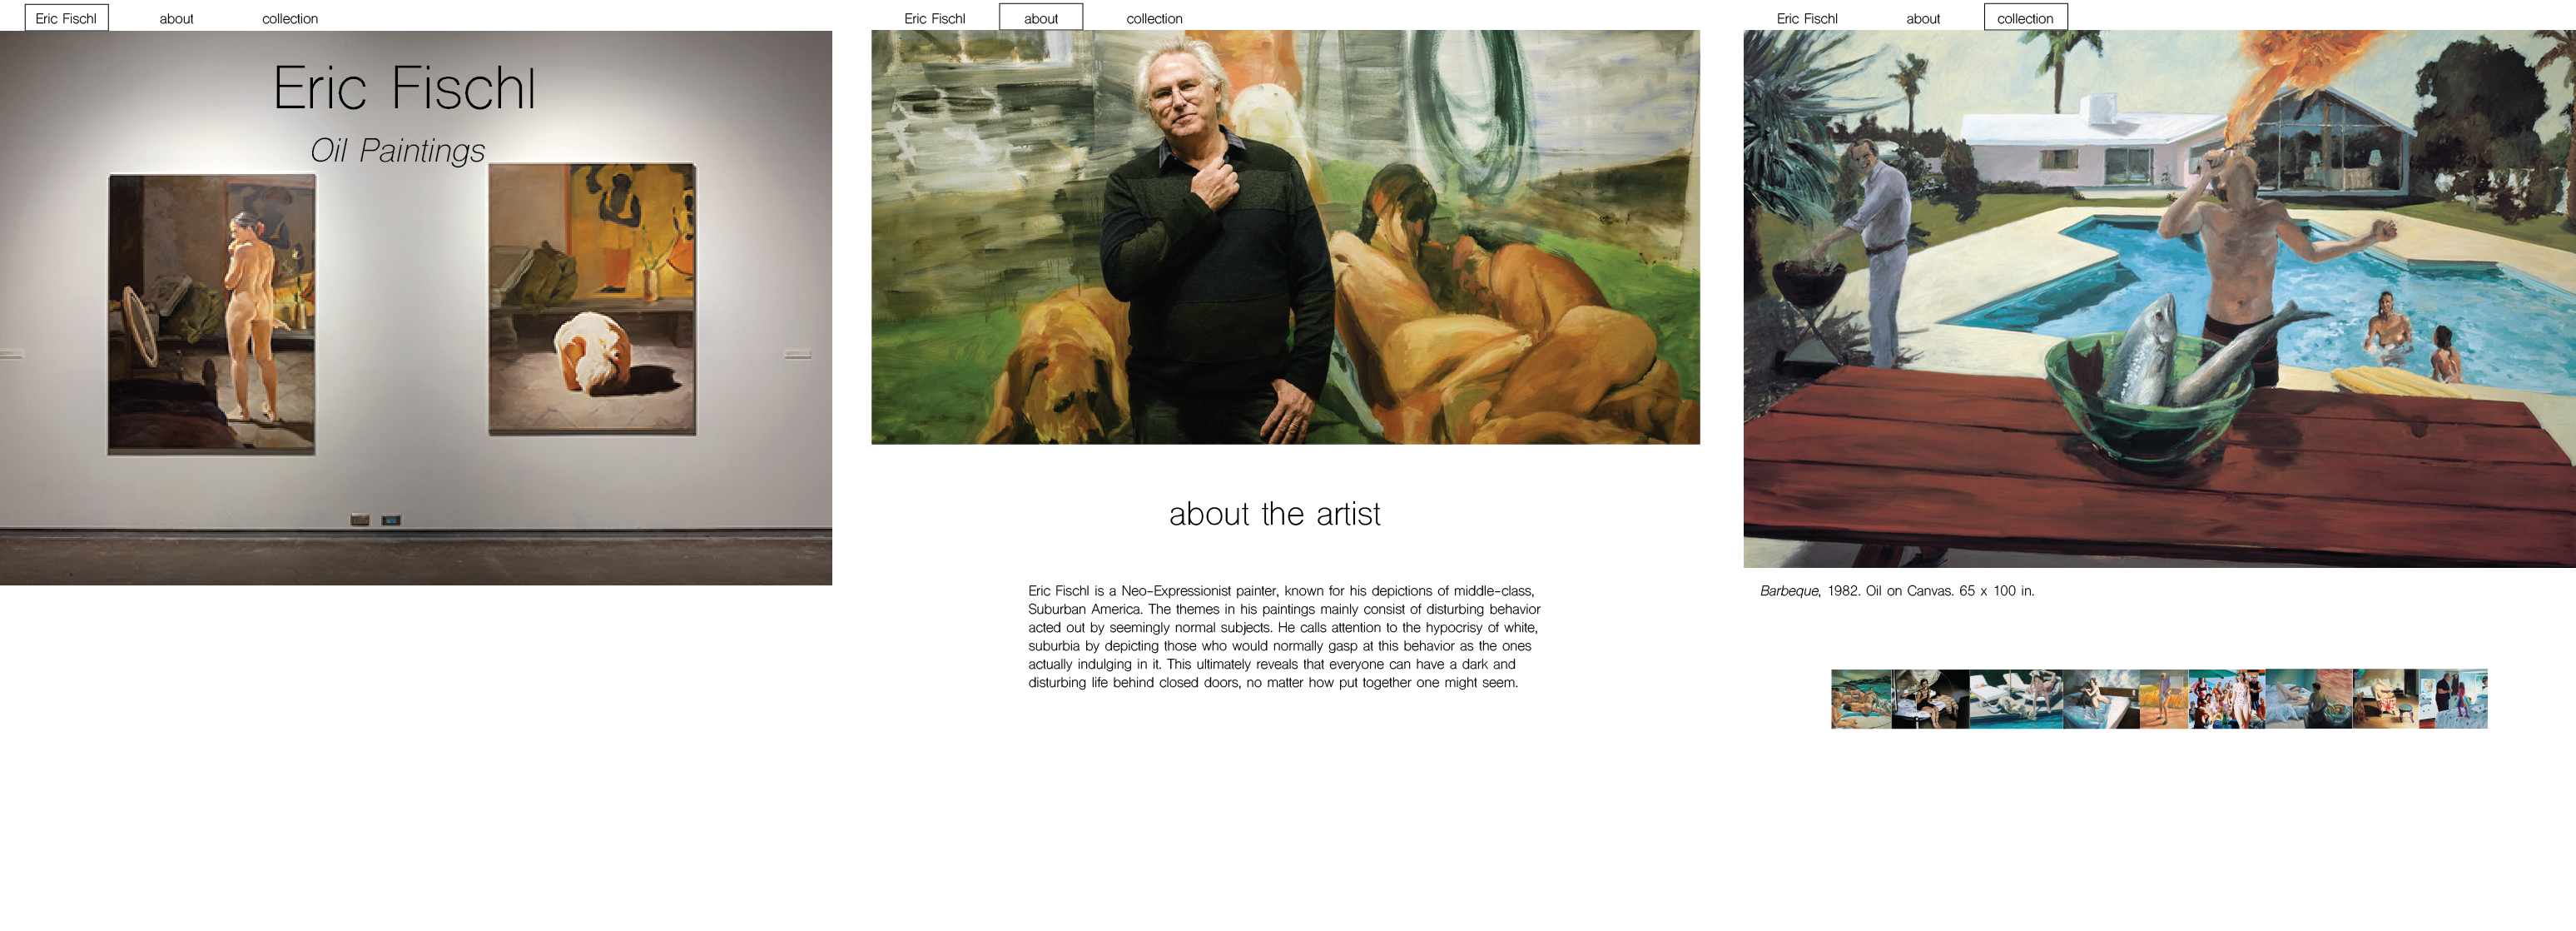 Eric Fischl about collection
Eric Fischl
Oil Paintings
Eric Fischl about collection
about the artist
Eric Fischl is a Neo-Expressionist painter, known for his depictions of middle-class,
Suburban America. The themes in his paintings mainly consist of disturbing behavior
acted out by seemingly normal subjects. He calls attention to the hypocrisy of white,
suburbia by depicting those who would normally gasp at this behavior as the ones
actually indulging in it. This ultimately reveals that everyone can have a dark and
disturbing life behind closed doors, no matter how put together one might seem.
Eric Fischl about collection
Barbeque, 1982. Oil on Canvas. 65 x 100 in.